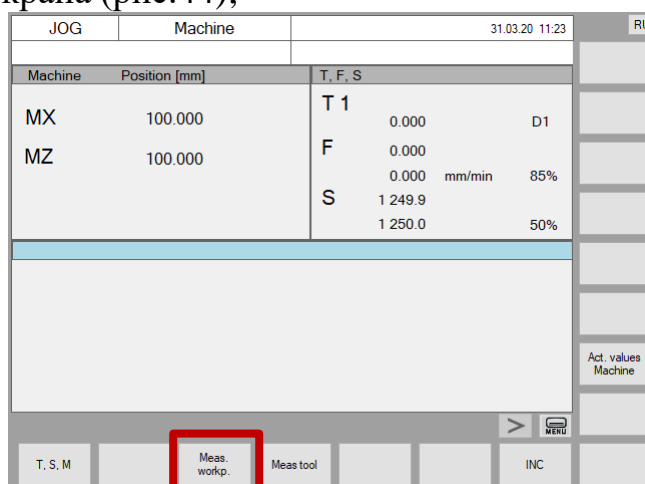 крана (рис.44);
JOG Machine 31.03.20 11:23
Machine Position [mm] T, F, S
MX 100.000
MZ 100.000
T 1
0.000 D1
F 0.000
0.000 mm/min 85%
S 1 249.9
1 250.0 50%
Act. values
Machine
>
MENU
T, S, M
Meas.
workp.
Meas tool
INC